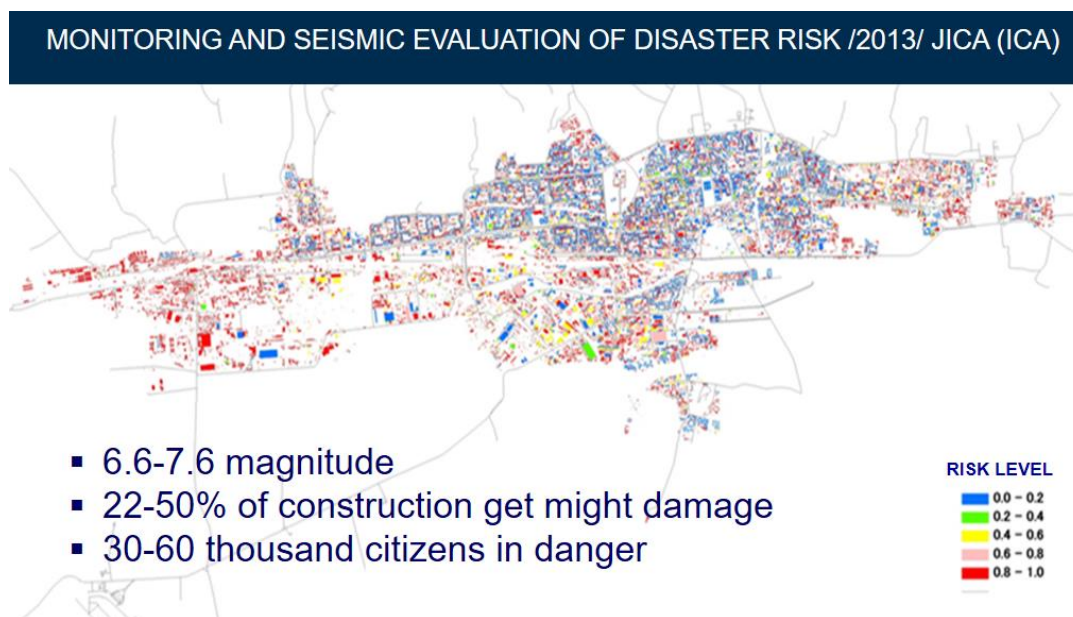 MONITORING AND SEISMIC EVALUATION OF DISASTER RISK /2013/ JICA (ICA)
▪ 6.6-7.6 magnitude
▪ 22-50% of construction get might damage
▪ 30-60 thousand citizens in danger
RISK LEVEL
0.0 – 0.2
0.2 – 0.4
0.4 – 0.6
0.6 – 0.8
0.8 – 1.0